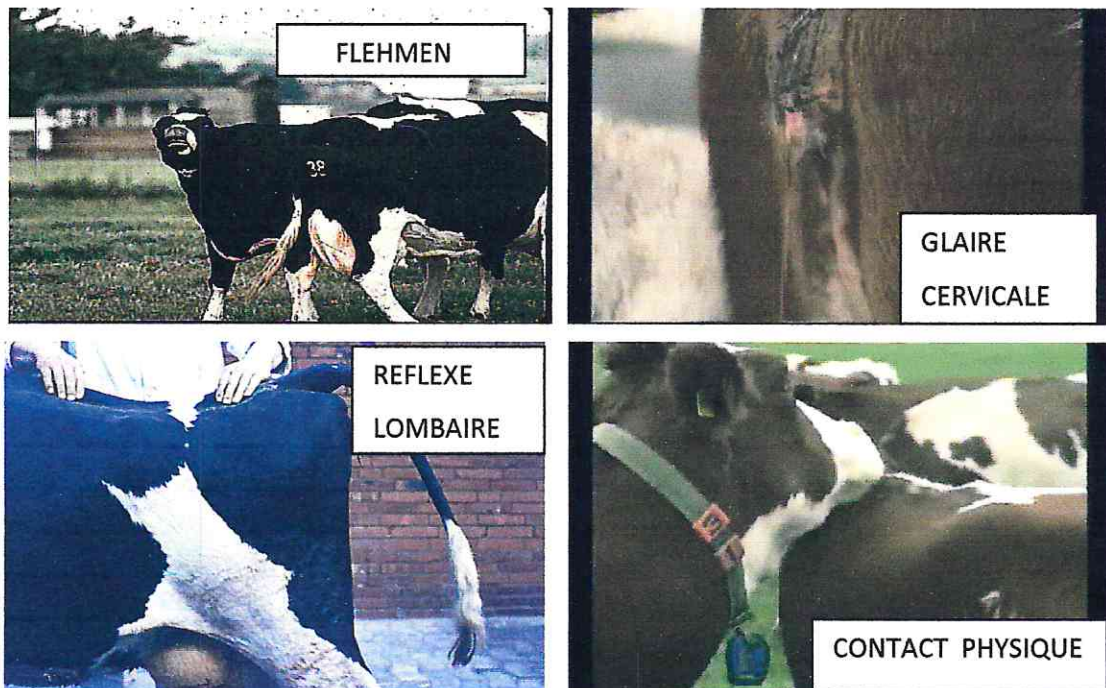 FLEHMEN
38
GLAIRE
CERVICALE
REFLEXE
LOMBAIRE
CONTACT PHYSIQUE